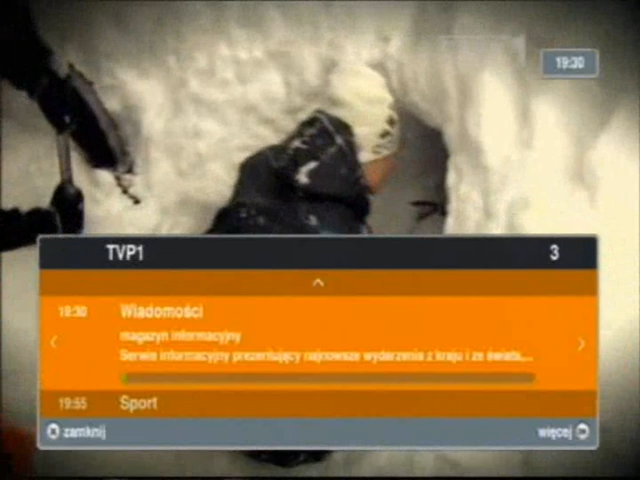 19:30
TVP1 3
19:30 Wiadomości
magazyn informacyjny
Serwis informacyjny prezentujący najnowsze wydarzenia z kraju i ze świata,...
19:55 Sport
zamknij więcej